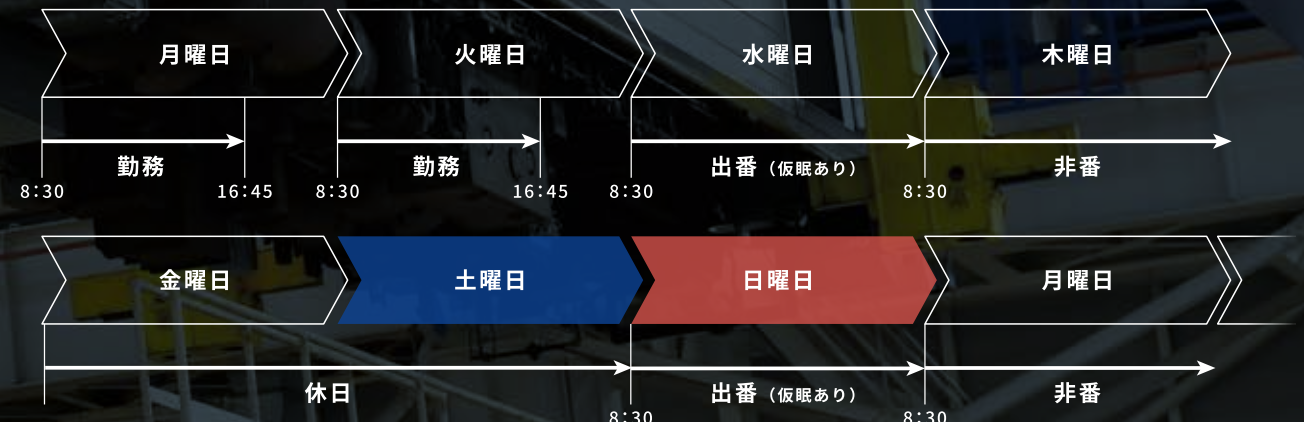 月曜日 火曜日 水曜日 木曜日
勤務 勤務 出番（仮眠あり） 非番
8:30 16:45 8:30 16:45 8:30 8:30
金曜日 土曜日 日曜日 月曜日
休日 出番（仮眠あり） 非番
8:30 8:30